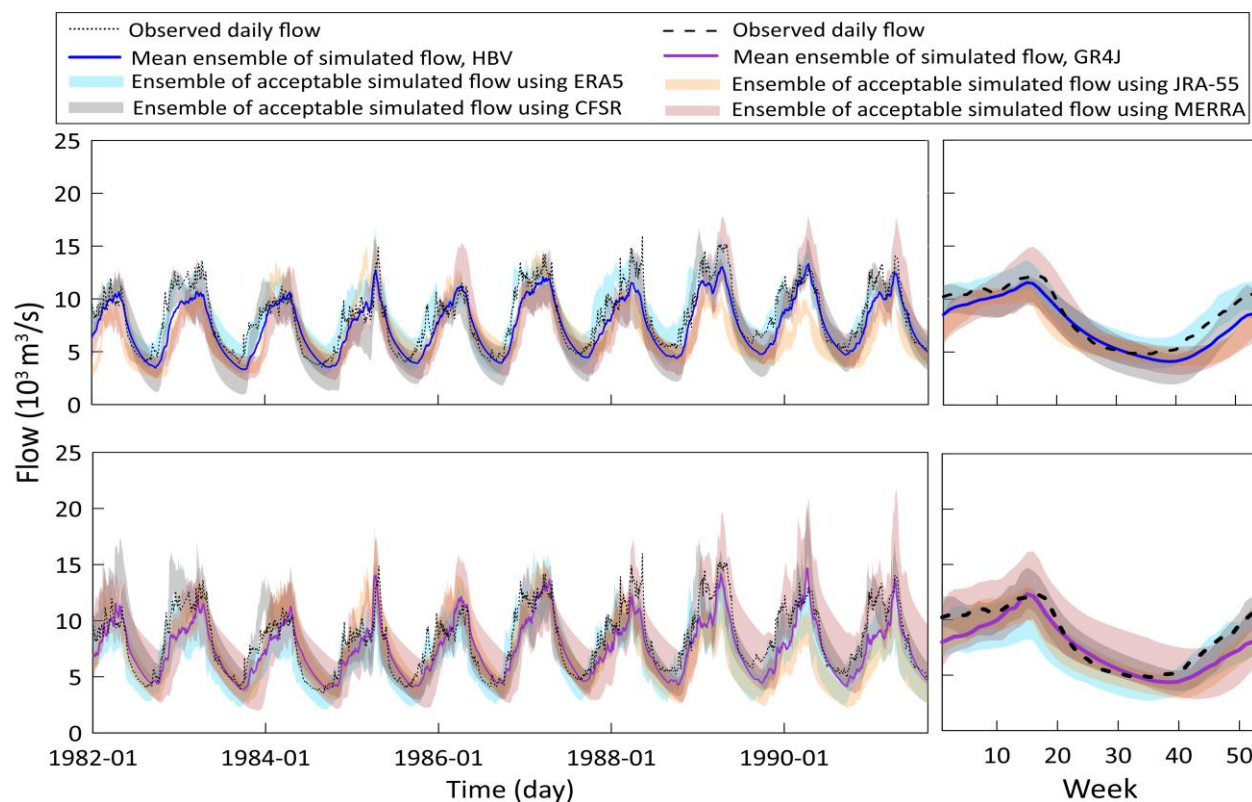 Observed daily flow
Observed daily flow
Mean ensemble of simulated flow, HBV
Mean ensemble of simulated flow, GR4J
Ensemble of acceptable simulated flow using ERA5
Ensemble of acceptable simulated flow using JRA-55
Ensemble of acceptable simulated flow using CFSR
Ensemble of acceptable simulated flow using MERRA
25
20
15
10
5
0
Flow (10³ m³/s)
25
20
15
10
5
0
1982-01 1984-01 1986-01 1988-01 1990-01
10 20 30 40 50
Time (day)
Week